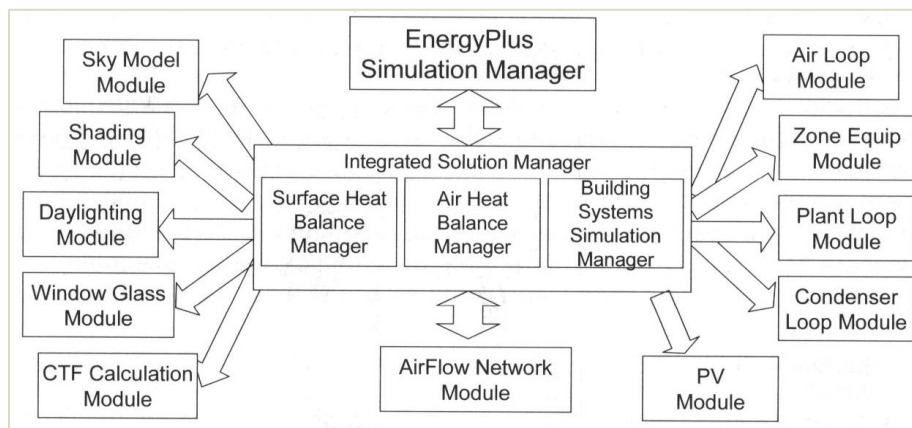 EnergyPlus
Simulation Manager
Sky Model
Module
Shading
Module
Daylighting
Module
Window Glass
Module
CTF Calculation
Module
Integrated Solution Manager
Surface Heat
Balance
Manager
Air Heat
Balance
Manager
Building
Systems
Simulation
Manager
AirFlow Network
Module
Air Loop
Module
Zone Equip
Module
Plant Loop
Module
Condenser
Loop Module
PV
Module